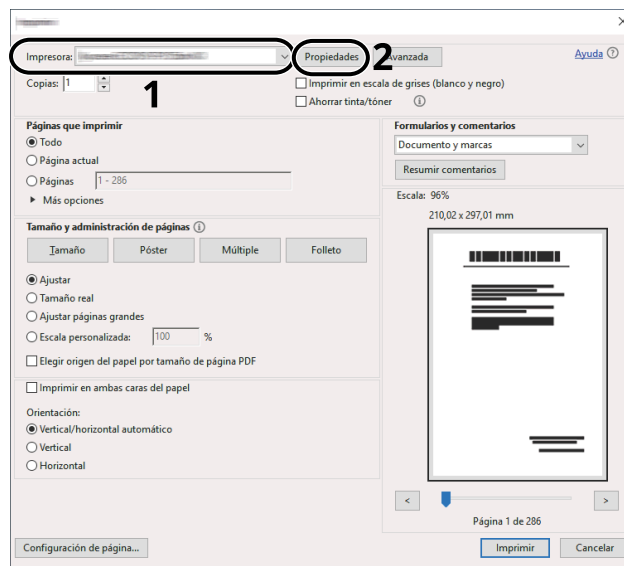 Impresora:
Propiedades
2
Avanzada
Ayuda
Copias: 1
1
Imprimir en escala de grises (blanco y negro)
Ahorrar tinta/tóner
Páginas que imprimir
Todo
Página actual
Páginas 1 - 286
Más opciones
Tamaño y administración de páginas
Tamaño Póster Múltiple Folleto
Ajustar
Tamaño real
Ajustar páginas grandes
Escala personalizada: 100 %
Elegir origen del papel por tamaño de página PDF
Imprimir en ambas caras del papel
Orientación:
Vertical/horizontal automático
Vertical
Horizontal
Formularios y comentarios
Documento y marcas
Resumir comentarios
Escala: 96%
210,02 x 297,01 mm
< >
Página 1 de 286
Configuración de página...
Imprimir
Cancelar